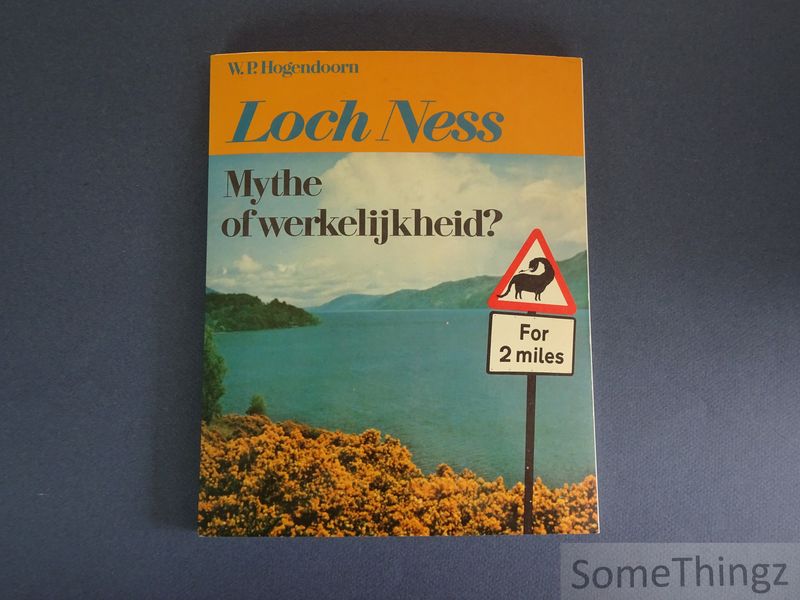 W.P. Hogendoorn
Loch Ness
Mythe
of werkelijkheid?
For
2 miles
SomeThingz